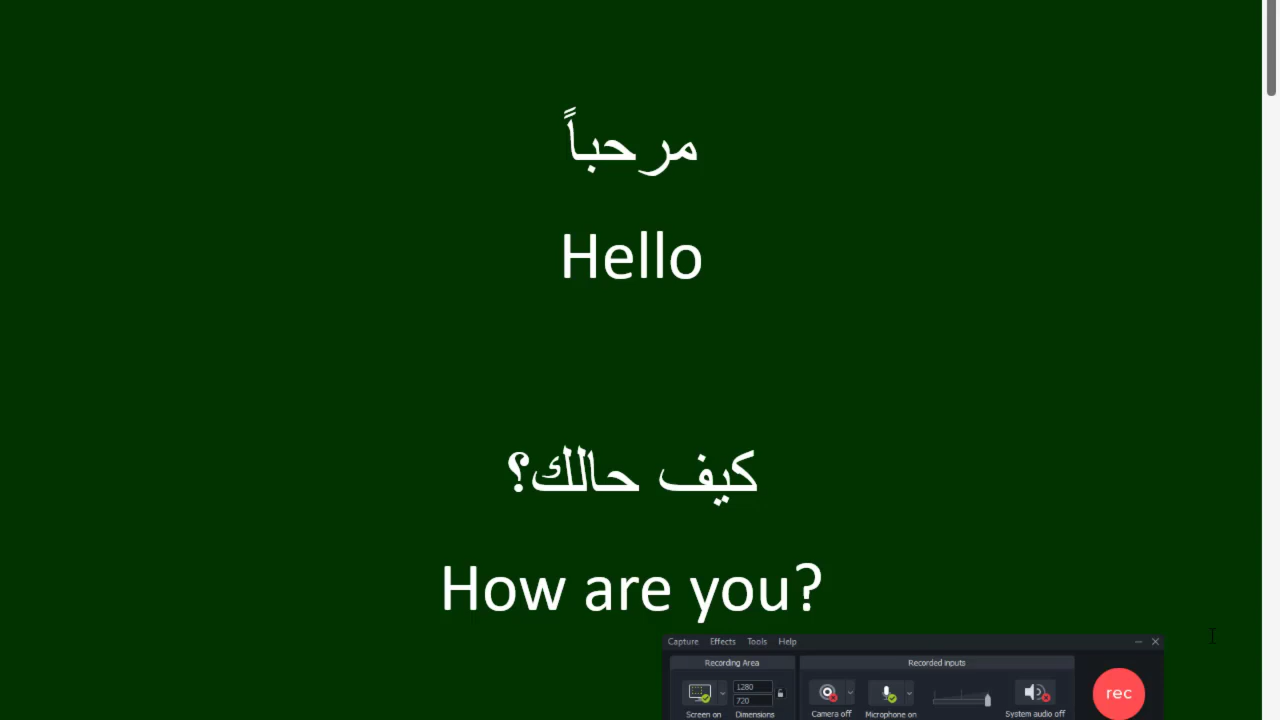 مرحباً
Hello
كيف حالك؟
How are you?
Capture Effects Tools Help
Recording Area
Recorded inputs
1280
720
rec
Screen on Dimensions Camera off Microphone on System audio off